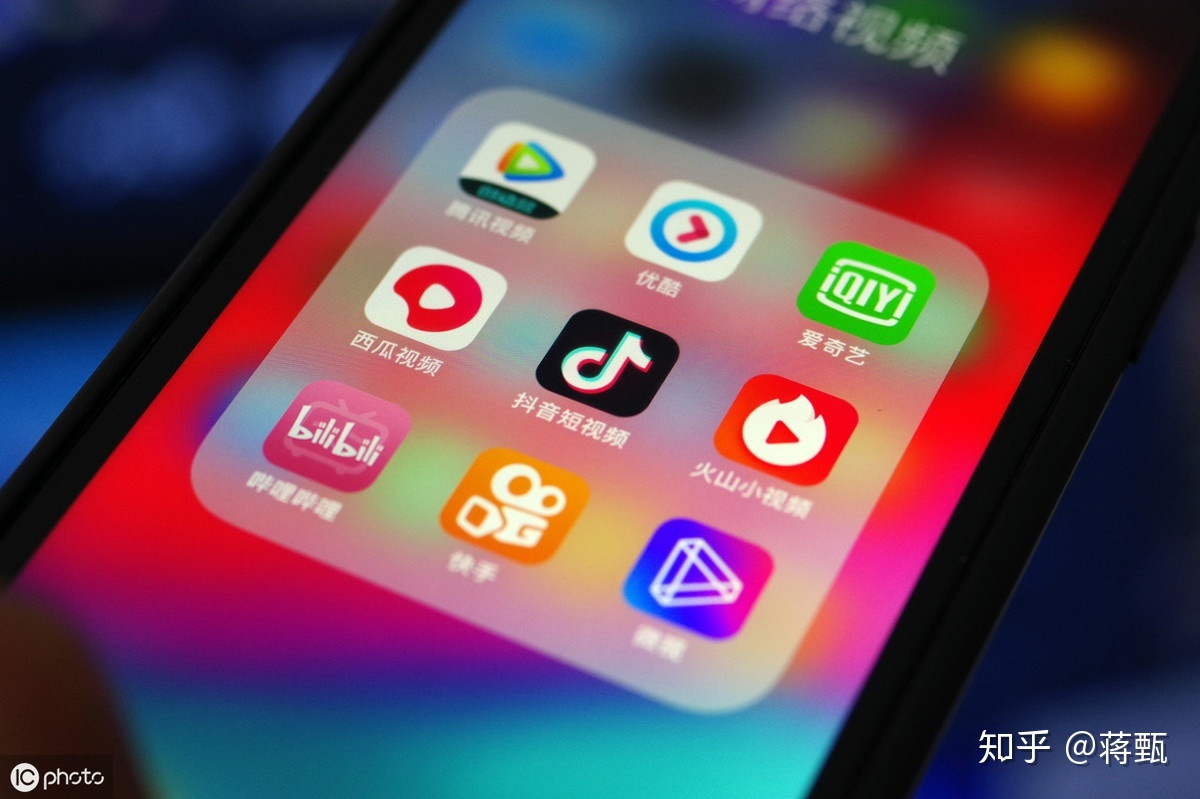 网络视频
腾讯视频
优酷
iQIYI
爱奇艺
西瓜视频
抖音短视频
火山小视频
bilibili
哔哩哔哩
快手
微视
知乎 @蒋甄
IC photo